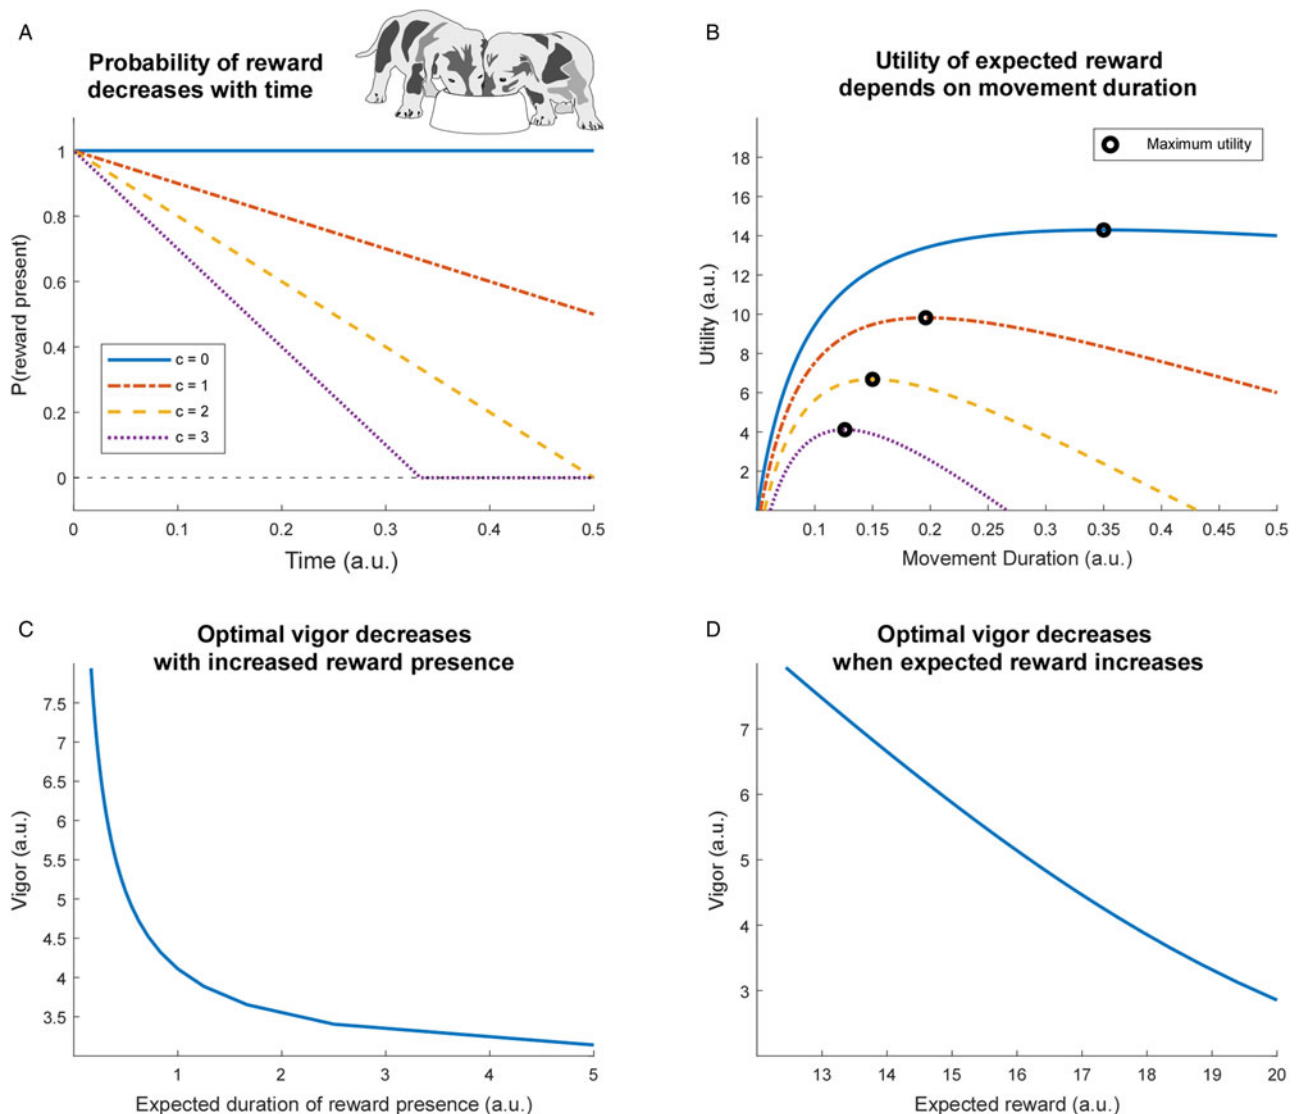 A
Probability of reward
decreases with time
P(reward present)
1
0.8
0.6
0.4
0.2
0
c = 0
c = 1
c = 2
c = 3
0 0.1 0.2 0.3 0.4 0.5
Time (a.u.)
B
Utility of expected reward
depends on movement duration
Maximum utility
Utility (a.u.)
18
16
14
12
10
8
6
4
2
0.1 0.15 0.2 0.25 0.3 0.35 0.4 0.45 0.5
Movement Duration (a.u.)
C
Optimal vigor decreases
with increased reward presence
Vigor (a.u.)
7.5
7
6.5
6
5.5
5
4.5
4
3.5
1 2 3 4 5
Expected duration of reward presence (a.u.)
D
Optimal vigor decreases
when expected reward increases
Vigor (a.u.)
7
6
5
4
3
13 14 15 16 17 18 19 20
Expected reward (a.u.)